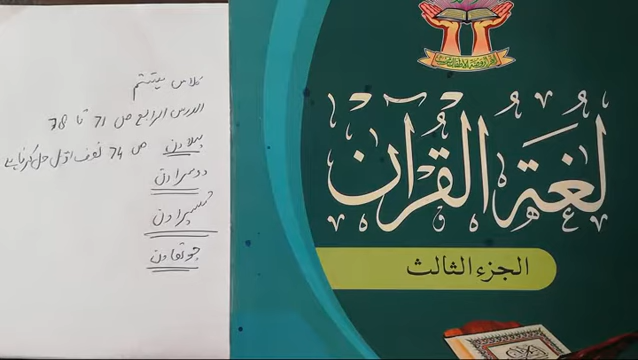 کلاس ہشتم
الدرس الرابع ص 71 تا 78
پہلا دن ص 74 نصف اول حل کرنا ہے
دوسرا دن
تیسرا دن
چوتھا دن
لغة القرآن
الجزء الثالث